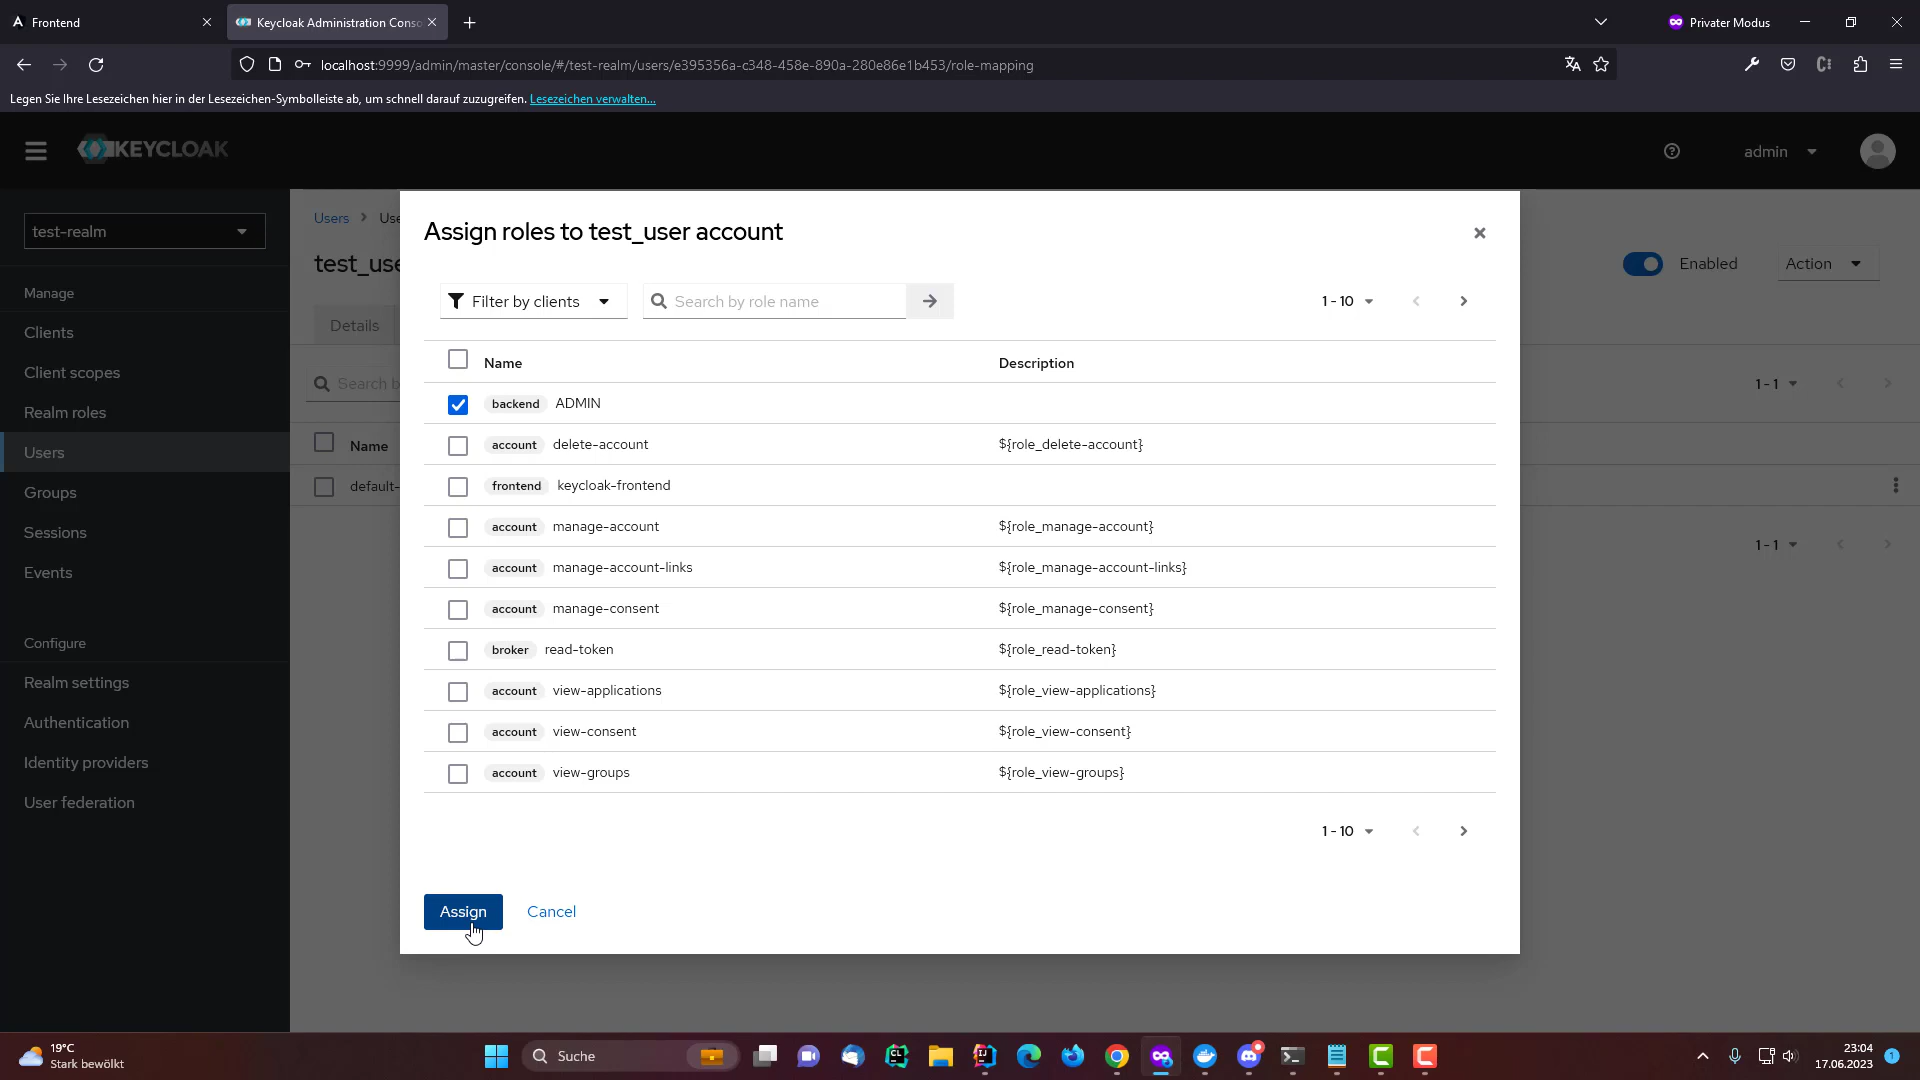 Frontend
Keycloak Administration Conso
Privater Modus
localhost:9999/admin/master/console/#/test-realm/users/e395356a-c348-458e-890a-280e86e1b453/role-mapping
Legen Sie Ihre Lesezeichen hier in der Lesezeichen-Symbolleiste ab, um schnell darauf zuzugreifen. Lesezeichen verwalten...
KEYCLOAK
admin
test-realm
Manage
Clients
Client scopes
Realm roles
Users
Groups
Sessions
Events
Configure
Realm settings
Authentication
Identity providers
User federation
Users
Use
test_use
Enabled
Action
Details
Search b
1 - 1
Name
default-
1 - 1
Assign roles to test_user account
Filter by clients
Search by role name
1 - 10
Name Description
backend ADMIN
account delete-account ${role_delete-account}
frontend keycloak-frontend
account manage-account ${role_manage-account}
account manage-account-links ${role_manage-account-links}
account manage-consent ${role_manage-consent}
broker read-token ${role_read-token}
account view-applications ${role_view-applications}
account view-consent ${role_view-consent}
account view-groups ${role_view-groups}
1 - 10
Assign
Cancel
19°C
Stark bewölkt
Suche
CL
IJ
23:04
17.06.2023
1